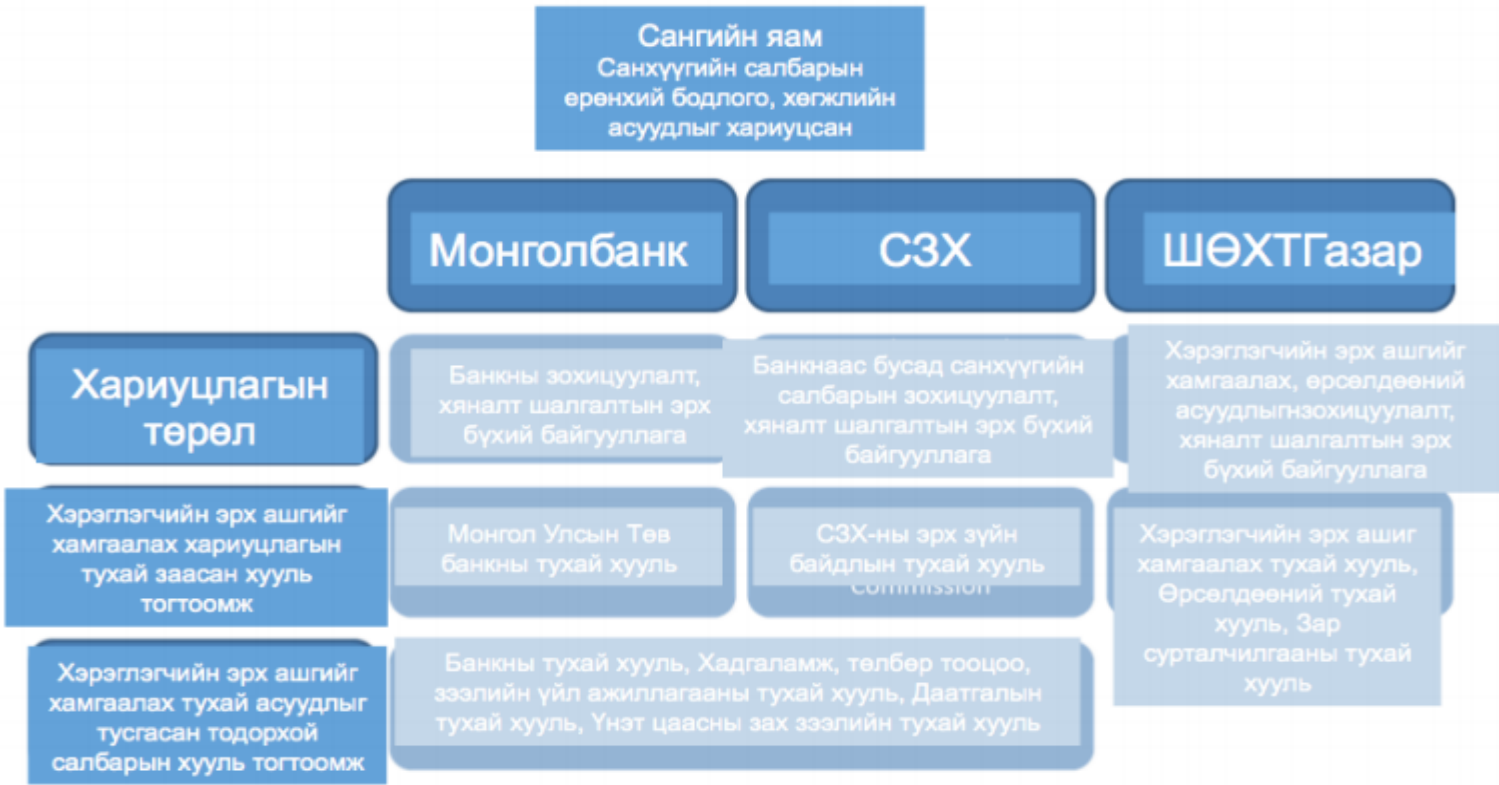 Сангийн яам
Санхүүгийн салбарын
ерөнхий бодлого, хөгжлийн
асуудлыг хариуцсан
Монголбанк
СЗХ
ШӨХТГазар
Хариуцлагын
төрөл
Банкны зохицуулалт,
хяналт шалгалтын эрх
бүхий байгууллага
Банкнаас бусад санхүүгийн
салбарын зохицуулалт,
хяналт шалгалтын эрх бүхий
байгууллага
Хэрэглэгчийн эрх ашгийг
хамгаалах, өрсөлдөөний
асуудлыгнзохицуулалт,
хяналт шалгалтын эрх
бүхий байгууллага
Хэрэглэгчийн эрх ашгийг
хамгаалах хариуцлагын
тухай заасан хууль
тогтоомж
Монгол Улсын Төв
банкны тухай хууль
СЗХ-ны эрх зүйн
байдлын тухай хууль
Commission
Хэрэглэгчийн эрх ашиг
хамгаалах тухай хууль,
Өрсөлдөөний тухай
хууль, Зар
сурталчилгааны тухай
хууль
Хэрэглэгчийн эрх ашгийг
хамгаалах тухай асуудлыг
тусгасан тодорхой
салбарын хууль тогтоомж
Банкны тухай хууль, Хадгаламж, төлбөр тооцоо,
зээлийн үйл ажиллагааны тухай хууль, Даатгалын
тухай хууль, Үнэт цаасны зах зээлийн тухай хууль